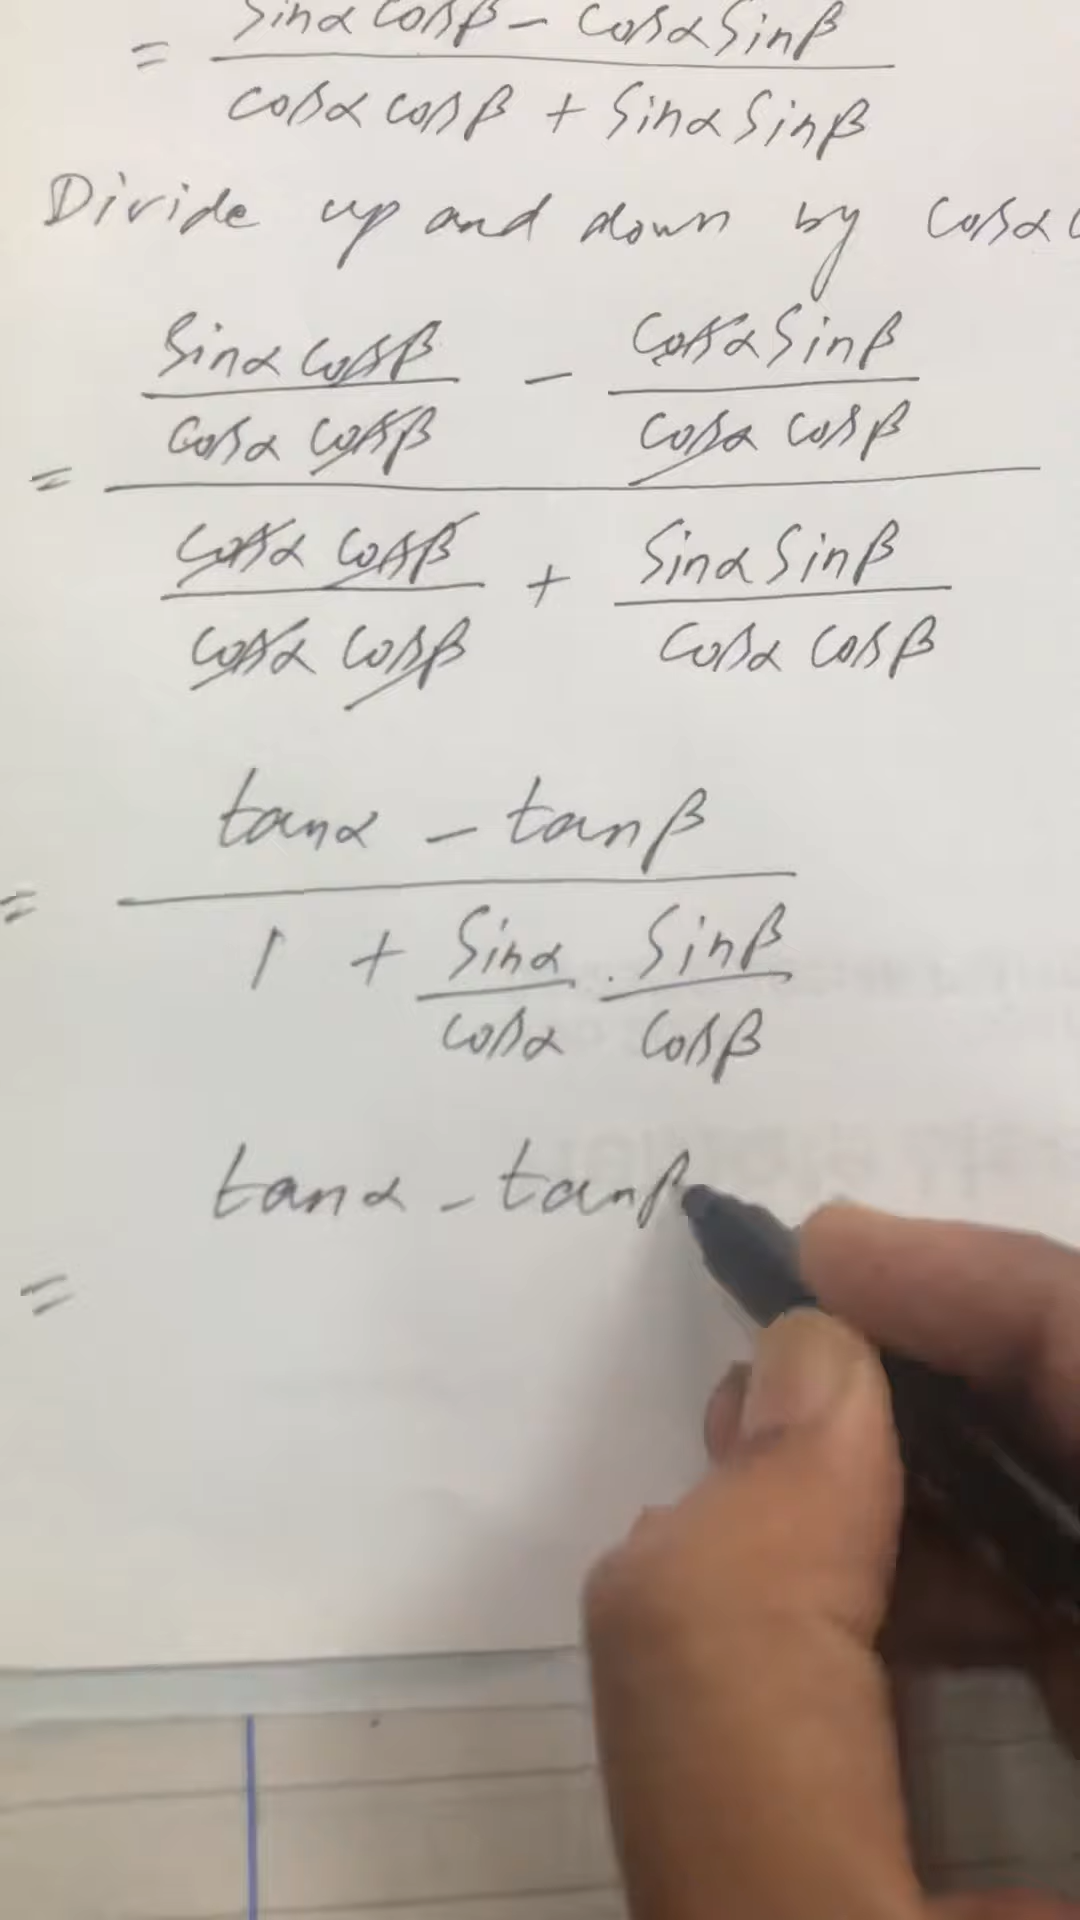 = (sinα cosβ - cosα sinβ) / (cosα cosβ + sinα sinβ)
Divide up and down by cosα
= ((sinα cosβ) / (cosα cosβ) - (cosα sinβ) / (cosα cosβ)) / ((cosα cosβ) / (cosα cosβ) + (sinα sinβ) / (cosα cosβ))
= (tanα - tanβ) / (1 + sinα / cosα . sinβ / cosβ)
= tanα - tanβ